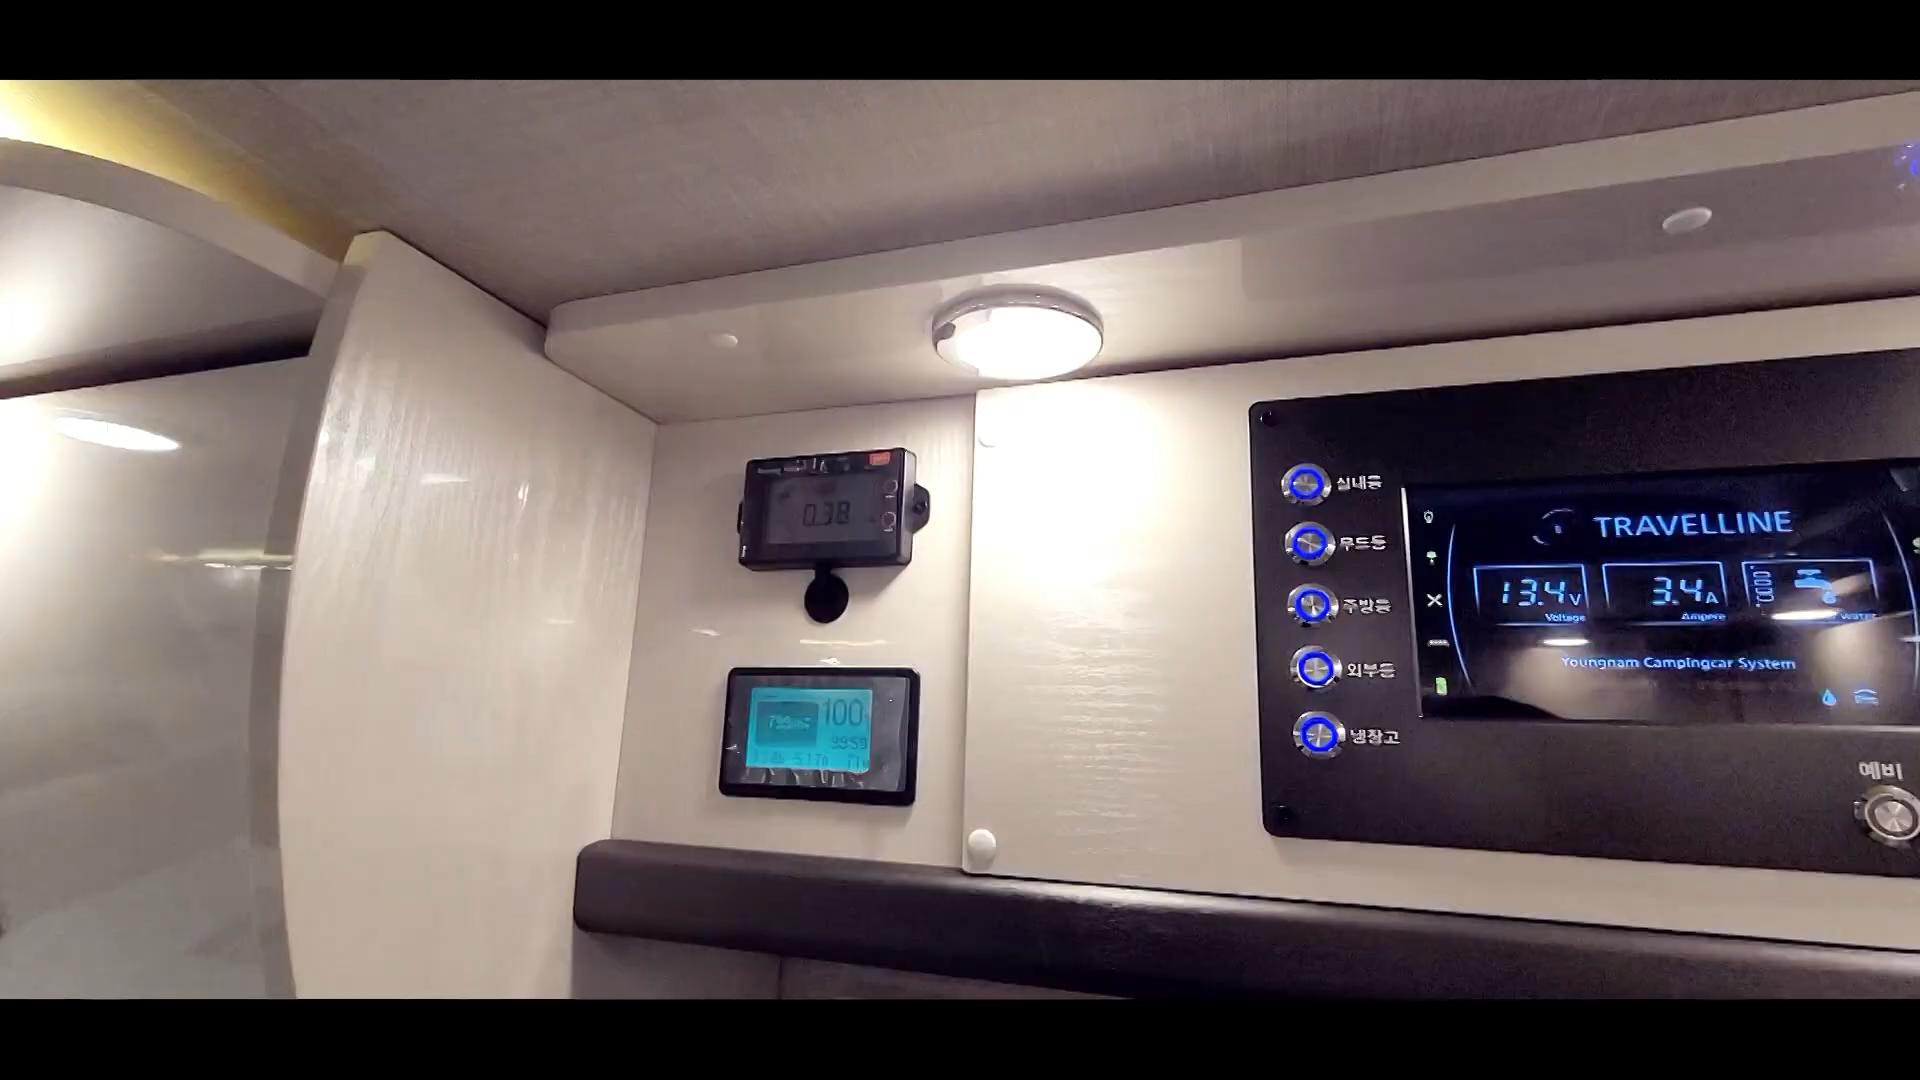 0.38
100
실내등
무드등
주방등
외부등
냉장고
TRAVELLINE
13.4V
Voltage
3.4A
Ampere
Water
Youngnam Campingcar System
예비